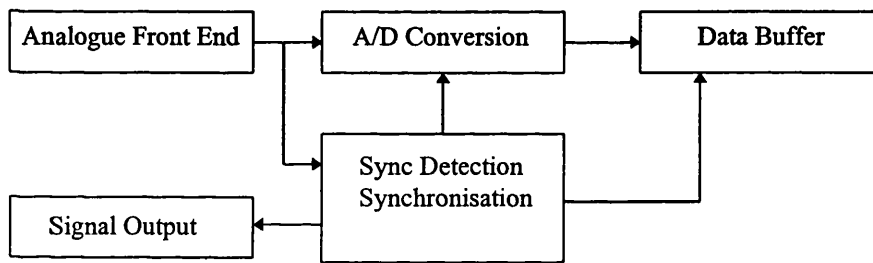 Analogue Front End
A/D Conversion
Data Buffer
Sync Detection
Synchronisation
Signal Output